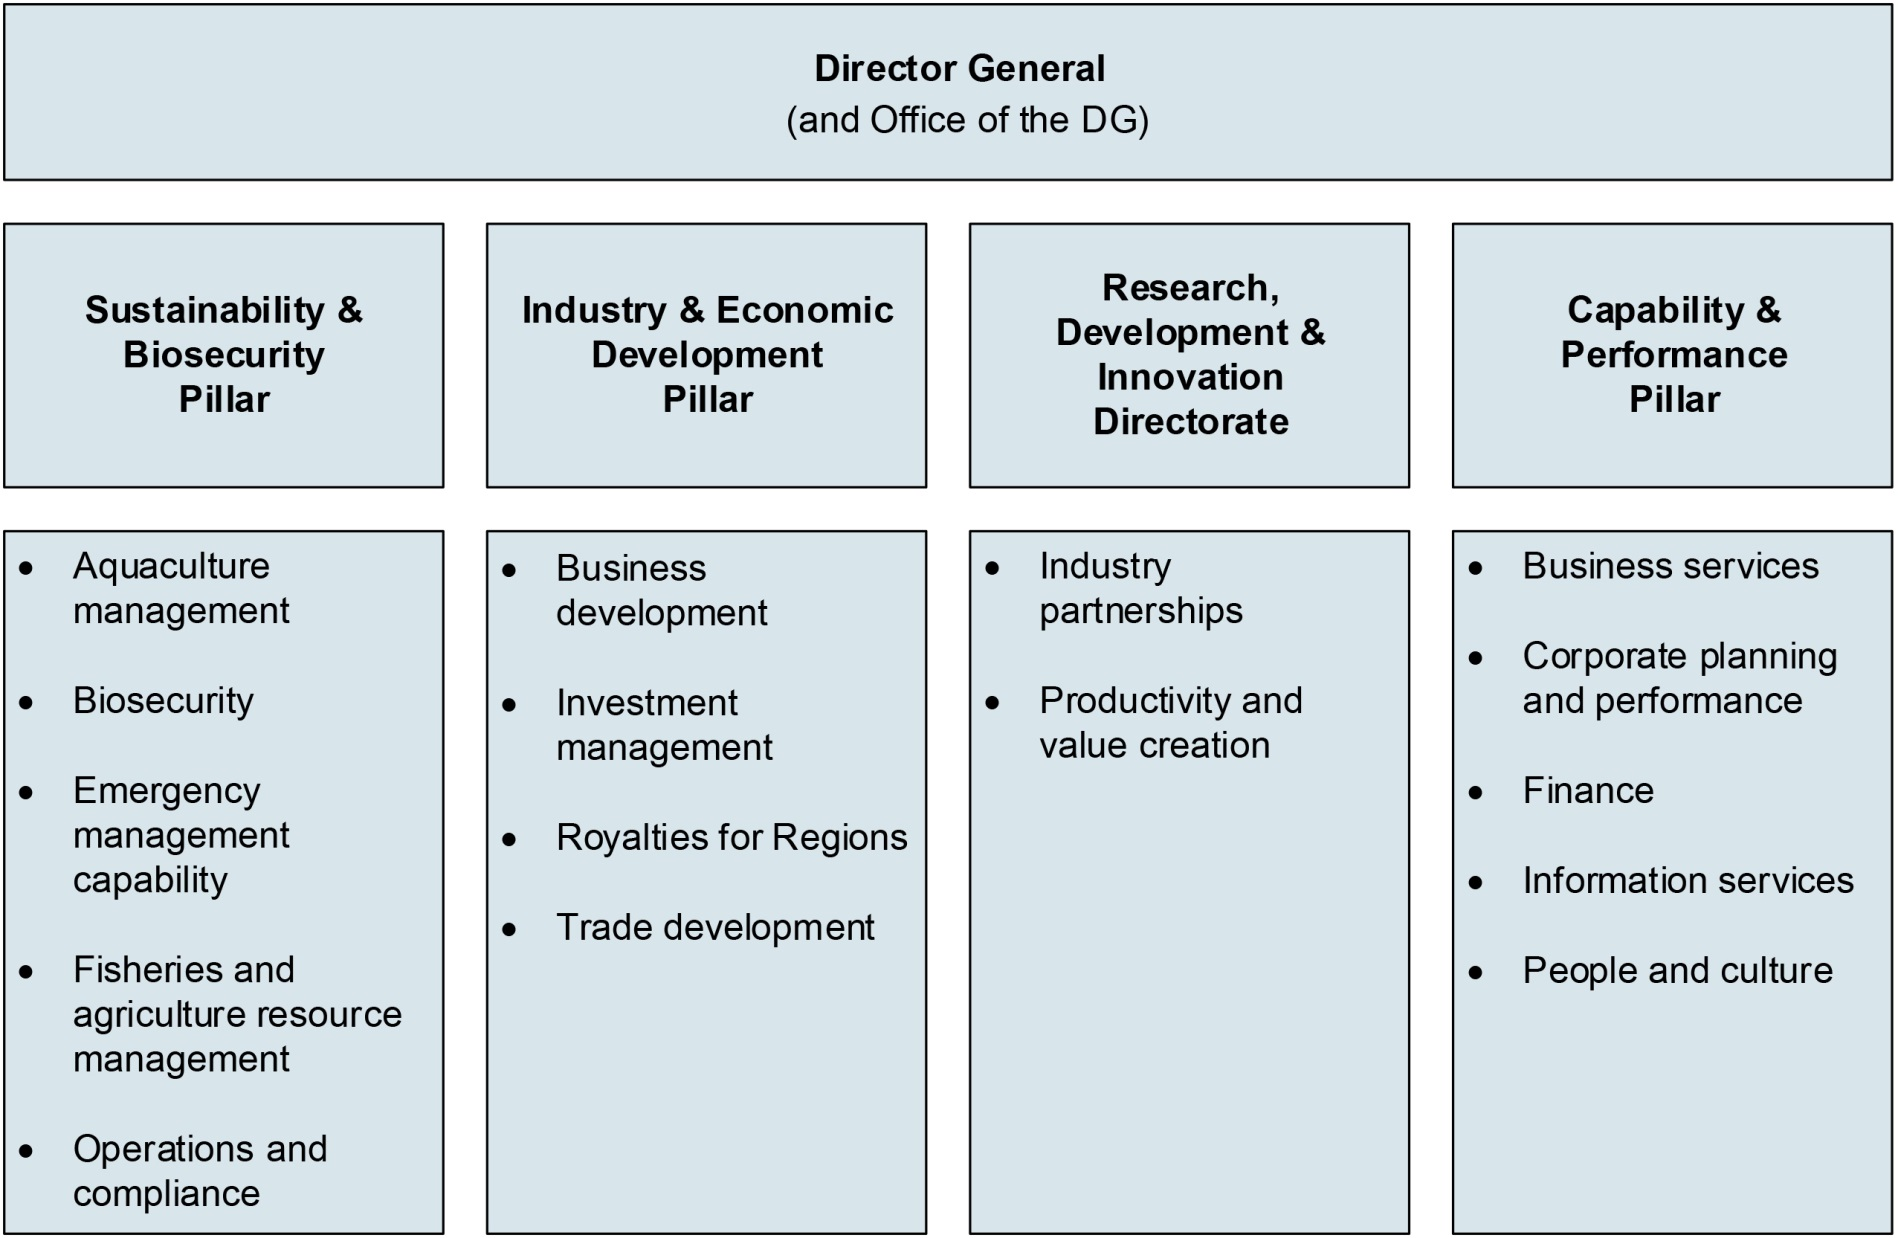 Director General
(and Office of the DG)
Sustainability &
Biosecurity
Pillar
Industry & Economic
Development
Pillar
Research,
Development &
Innovation
Directorate
Capability &
Performance
Pillar
• Aquaculture
management
• Biosecurity
• Emergency
management
capability
• Fisheries and
agriculture resource
management
• Operations and
compliance
• Business
development
• Investment
management
• Royalties for Regions
• Trade development
• Industry
partnerships
• Productivity and
value creation
• Business services
• Corporate planning
and performance
• Finance
• Information services
• People and culture